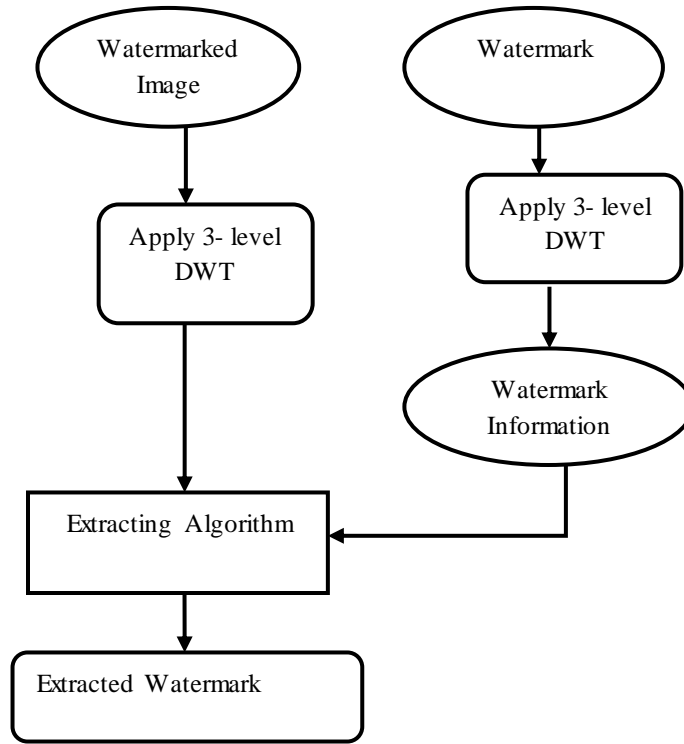 Watermarked
Image
Watermark
Apply 3- level
DWT
Apply 3- level
DWT
Watermark
Information
Extracting Algorithm
Extracted Watermark